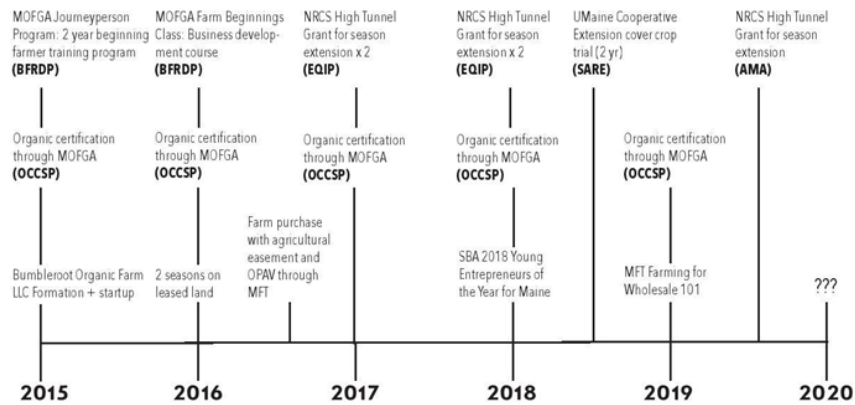 MOFGA Journeyperson
Program: 2 year beginning
farmer training program
(BFRDP)
MOFGA Farm Beginnings
Class: Business develop-
ment course
(BFRDP)
NRCS High Tunnel
Grant for season
extension x 2
(EQIP)
NRCS High Tunnel
Grant for season
extension x 2
(EQIP)
UMaine Cooperative
Extension cover crop
trial (2 yr)
(SARE)
NRCS High Tunnel
Grant for season
extension
(AMA)
Organic certification
through MOFGA
(OCCSP)
Organic certification
through MOFGA
(OCCSP)
Organic certification
through MOFGA
(OCCSP)
Organic certification
through MOFGA
(OCCSP)
Organic certification
through MOFGA
(OCCSP)
Bumbleroot Organic Farm
LLC Formation + startup
2 seasons on
leased land
Farm purchase
with agricultural
easement and
OPAV through
MFT
SBA 2018 Young
Entrepreneurs of
the Year for Maine
MFT Farming for
Wholesale 101
???
2015
2016
2017
2018
2019
2020